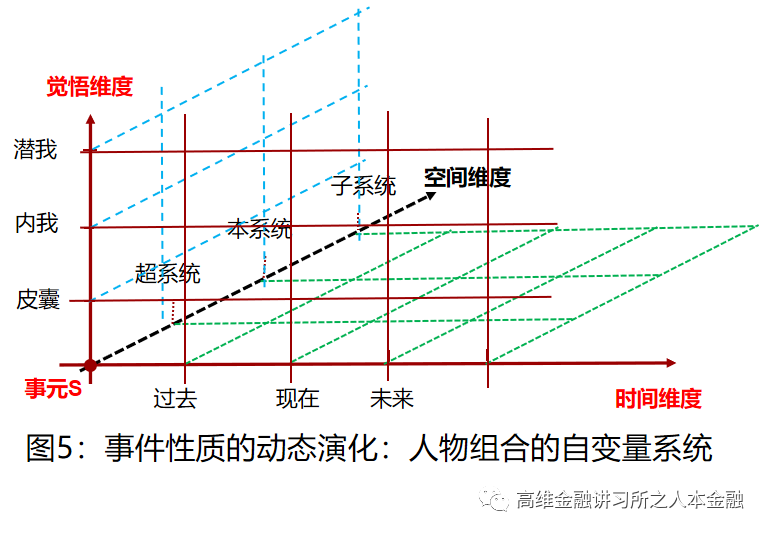 觉悟维度
潜我
子系统
空间维度
内我
本系统
超系统
皮囊
事元S
过去
现在
未来
时间维度
图5：事件性质的动态演化：人物组合的自变量系统
高维金融讲习所之人本金融